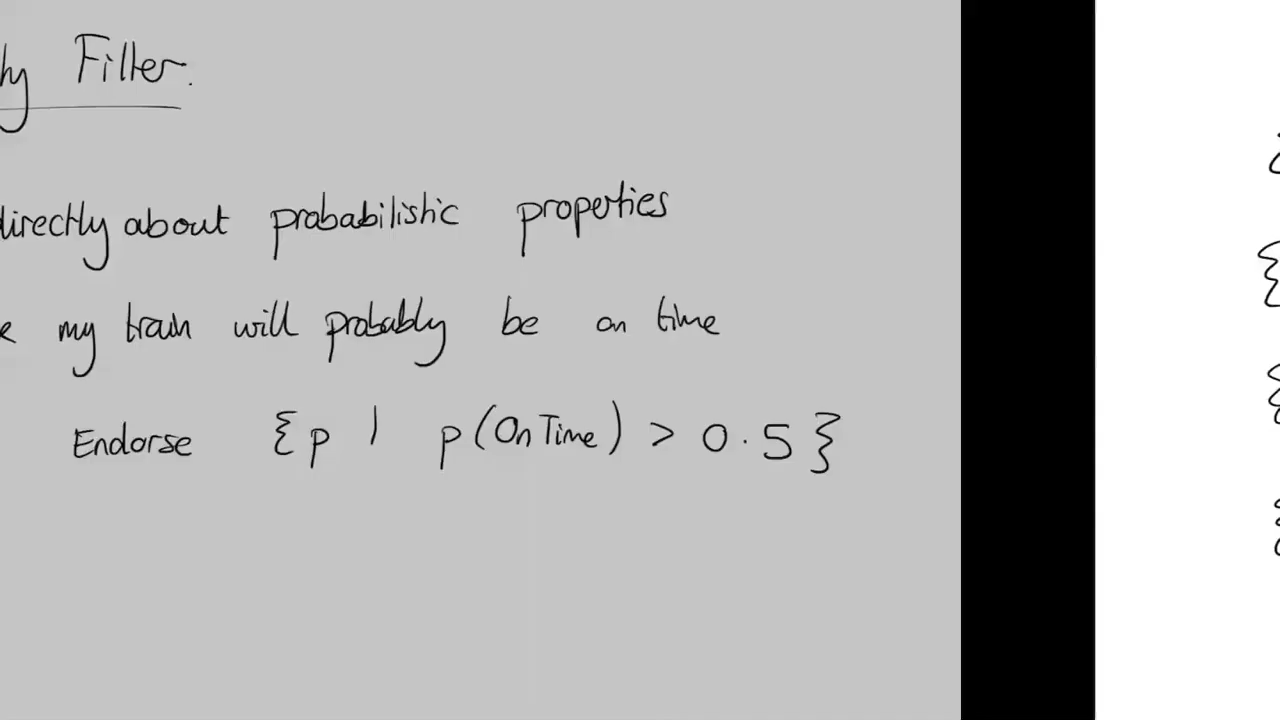 Filter.
directly about probabilistic properties
my train will probably be on time
Endorse {p | p(OnTime) > 0.5}